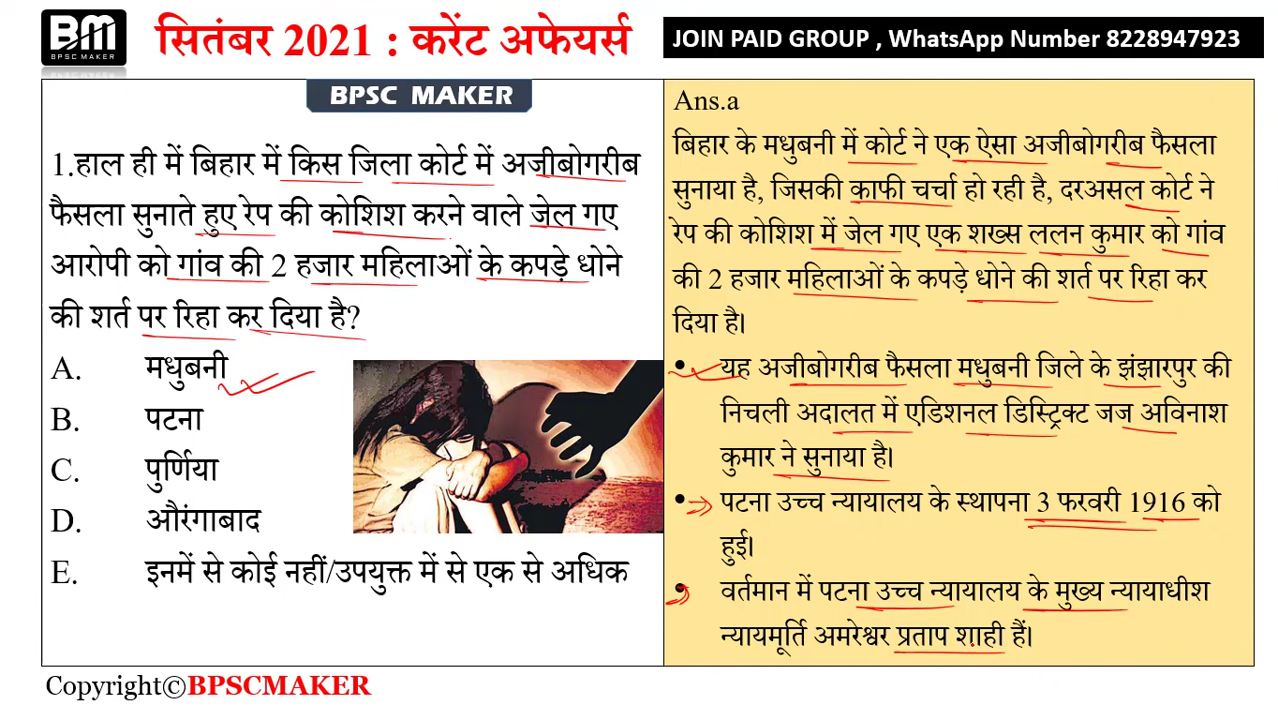 BM
BPSC MAKER
सितंबर 2021 : करेंट अफेयर्स
JOIN PAID GROUP , WhatsApp Number 8228947923
BPSC MAKER
1.हाल ही में बिहार में किस जिला कोर्ट में अजीबोगरीब
फैसला सुनाते हुए रेप की कोशिश करने वाले जेल गए
आरोपी को गांव की 2 हजार महिलाओं के कपड़े धोने
की शर्त पर रिहा कर दिया है?
A. मधुबनी
B. पटना
C. पुर्णिया
D. औरंगाबाद
E. इनमें से कोई नहीं/उपयुक्त में से एक से अधिक
Ans.a
बिहार के मधुबनी में कोर्ट ने एक ऐसा अजीबोगरीब फैसला
सुनाया है, जिसकी काफी चर्चा हो रही है, दरअसल कोर्ट ने
रेप की कोशिश में जेल गए एक शख्स ललन कुमार को गांव
की 2 हजार महिलाओं के कपड़े धोने की शर्त पर रिहा कर
दिया है।
• यह अजीबोगरीब फैसला मधुबनी जिले के झंझारपुर की
निचली अदालत में एडिशनल डिस्ट्रिक्ट जज अविनाश
कुमार ने सुनाया है।
• पटना उच्च न्यायालय के स्थापना 3 फरवरी 1916 को
हुई।
• वर्तमान में पटना उच्च न्यायालय के मुख्य न्यायाधीश
न्यायमूर्ति अमरेश्वर प्रताप शाही हैं।
Copyright©BPSCMAKER